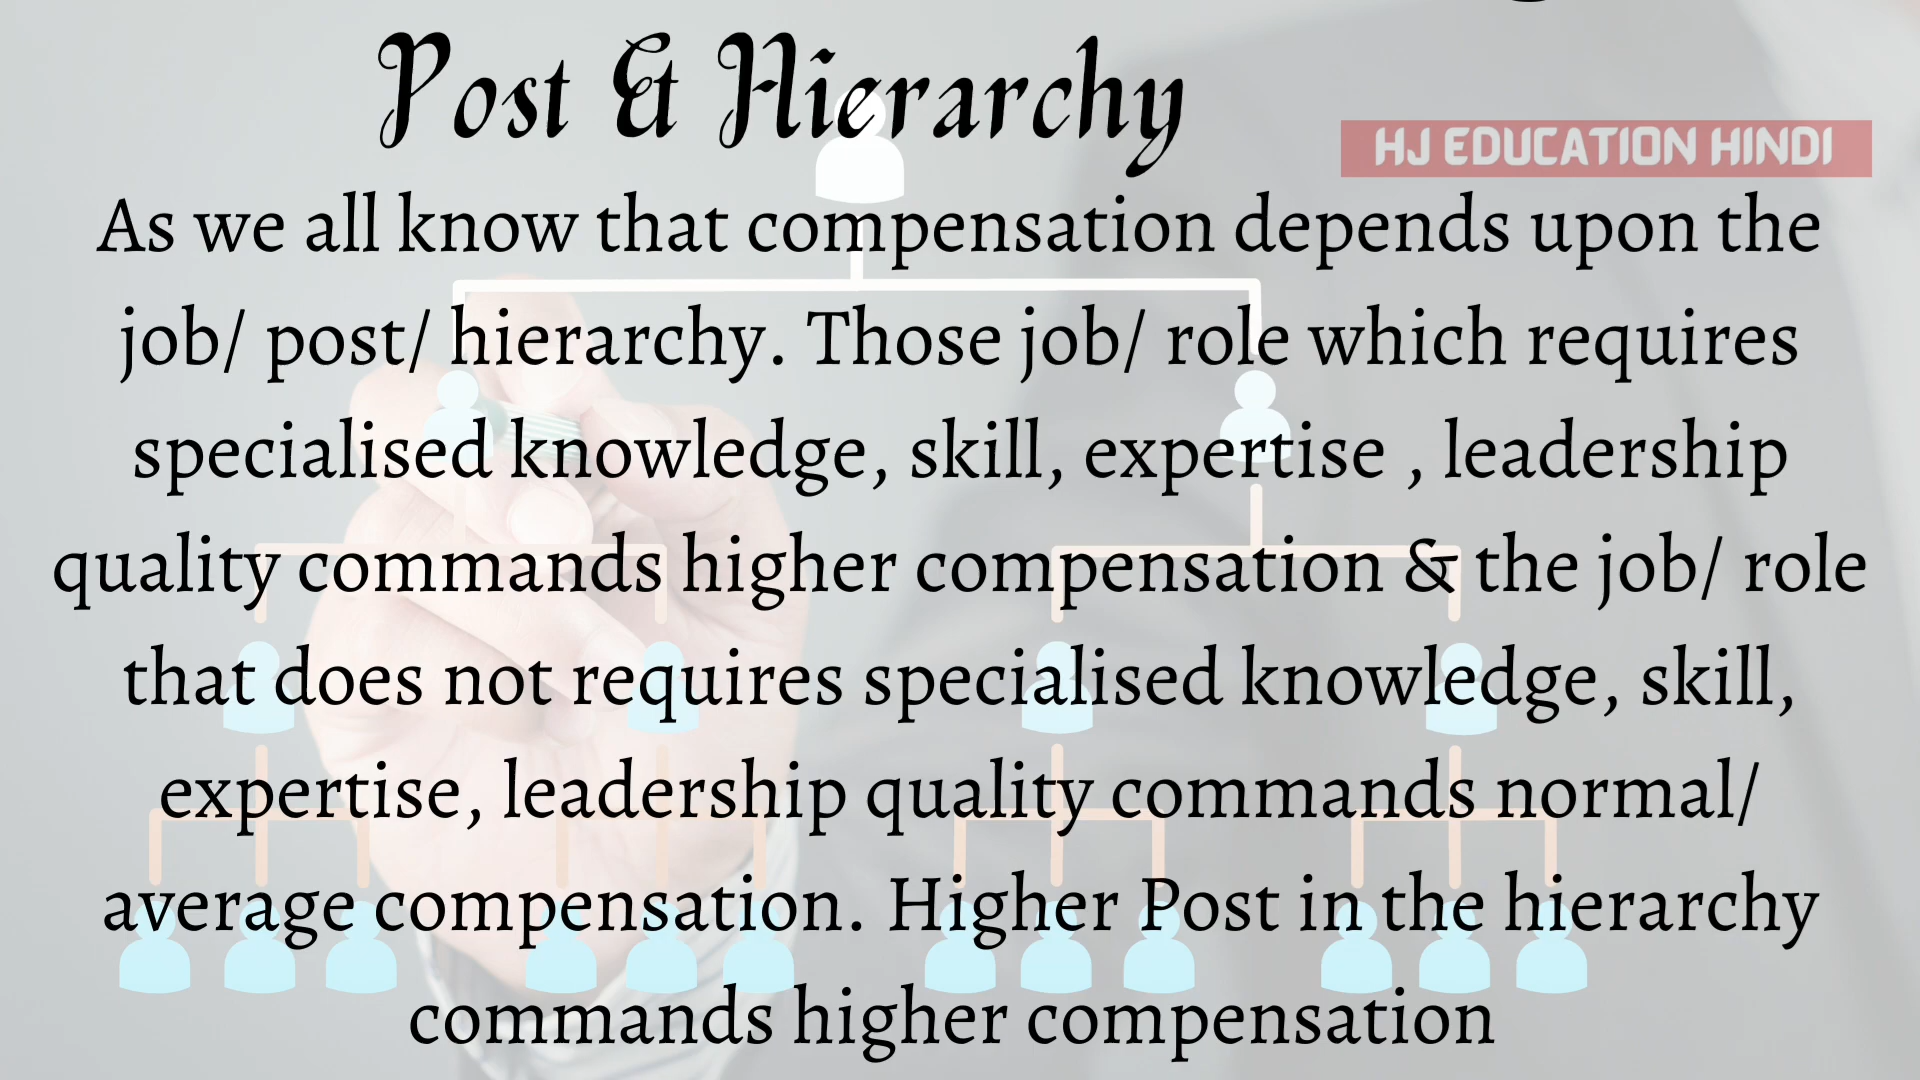 Post & Hierarchy
HJ EDUCATION HINDI
As we all know that compensation depends upon the
job/ post/ hierarchy. Those job/ role which requires
specialised knowledge, skill, expertise , leadership
quality commands higher compensation & the job/ role
that does not requires specialised knowledge, skill,
expertise, leadership quality commands normal/
average compensation. Higher Post in the hierarchy
commands higher compensation